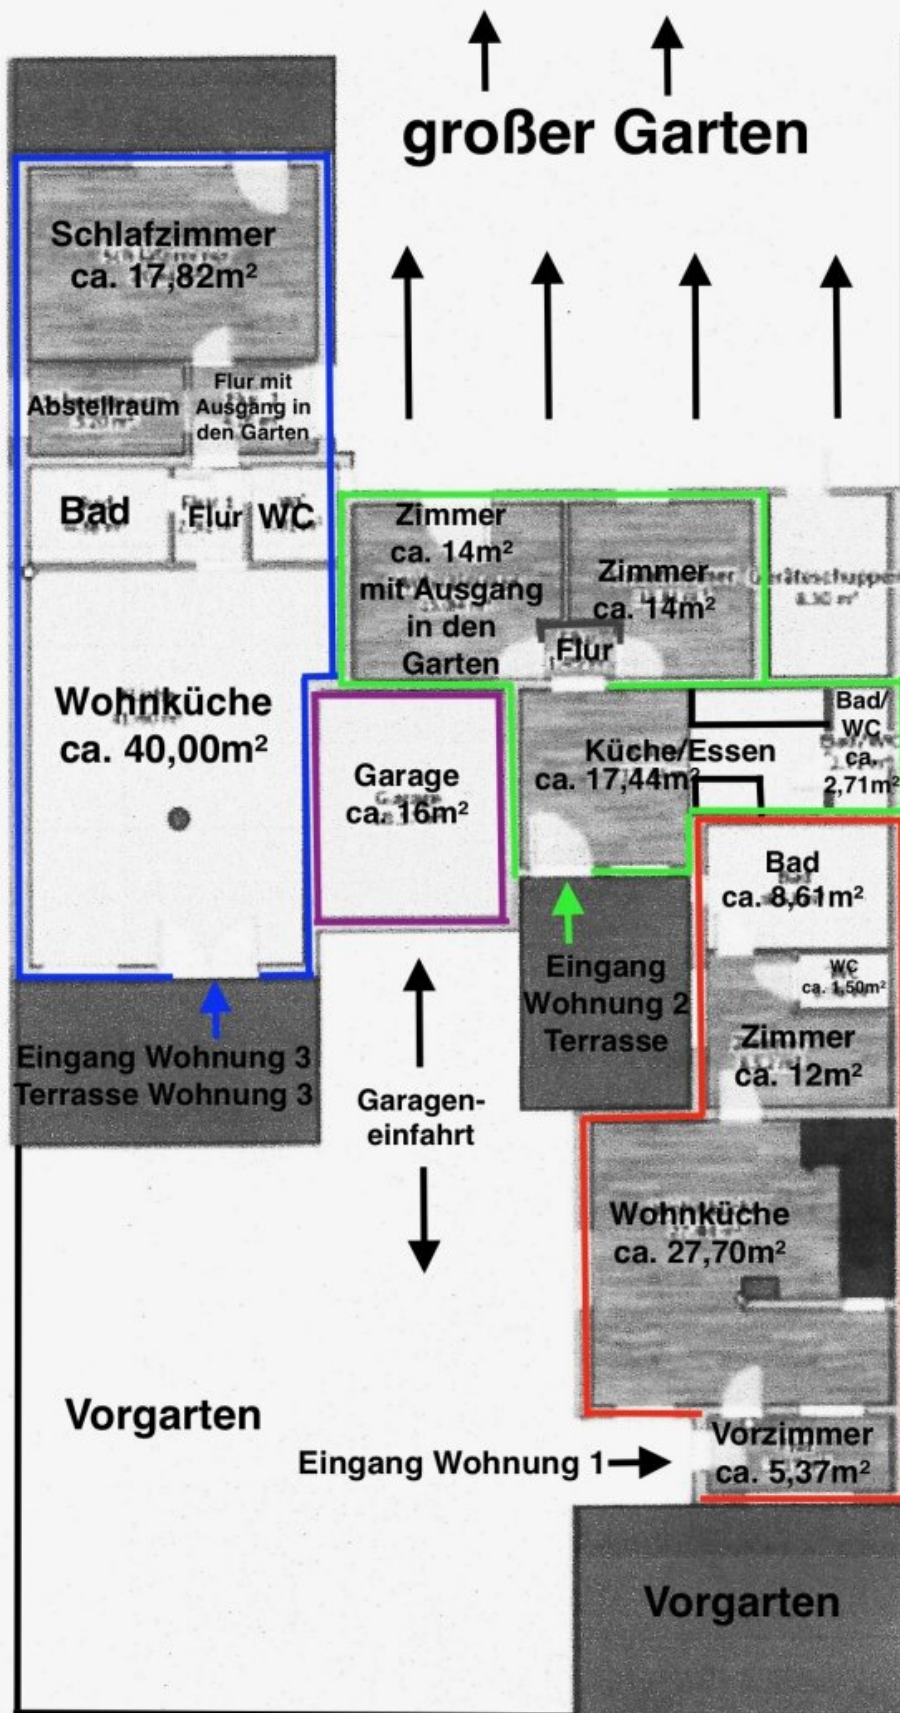 großer Garten
Schlafzimmer
ca. 17,82m²
Abstellraum
Flur mit
Ausgang in
den Garten
Bad
Flur
WC
Zimmer
ca. 14m²
mit Ausgang
in den
Garten
Zimmer
ca. 14m²
Flur
Geräteschuppen
8.30 m²
Wohnküche
ca. 40,00m²
Garage
ca. 16m²
Küche/Essen
ca. 17,44m²
Bad/
WC
ca.
2,71m²
Bad
ca. 8,61m²
WC
ca. 1,50m²
Zimmer
ca. 12m²
Eingang
Wohnung 2
Terrasse
Eingang Wohnung 3
Terrasse Wohnung 3
Garagen-
einfahrt
Wohnküche
ca. 27,70m²
Vorgarten
Eingang Wohnung 1
Vorzimmer
ca. 5,37m²
Vorgarten